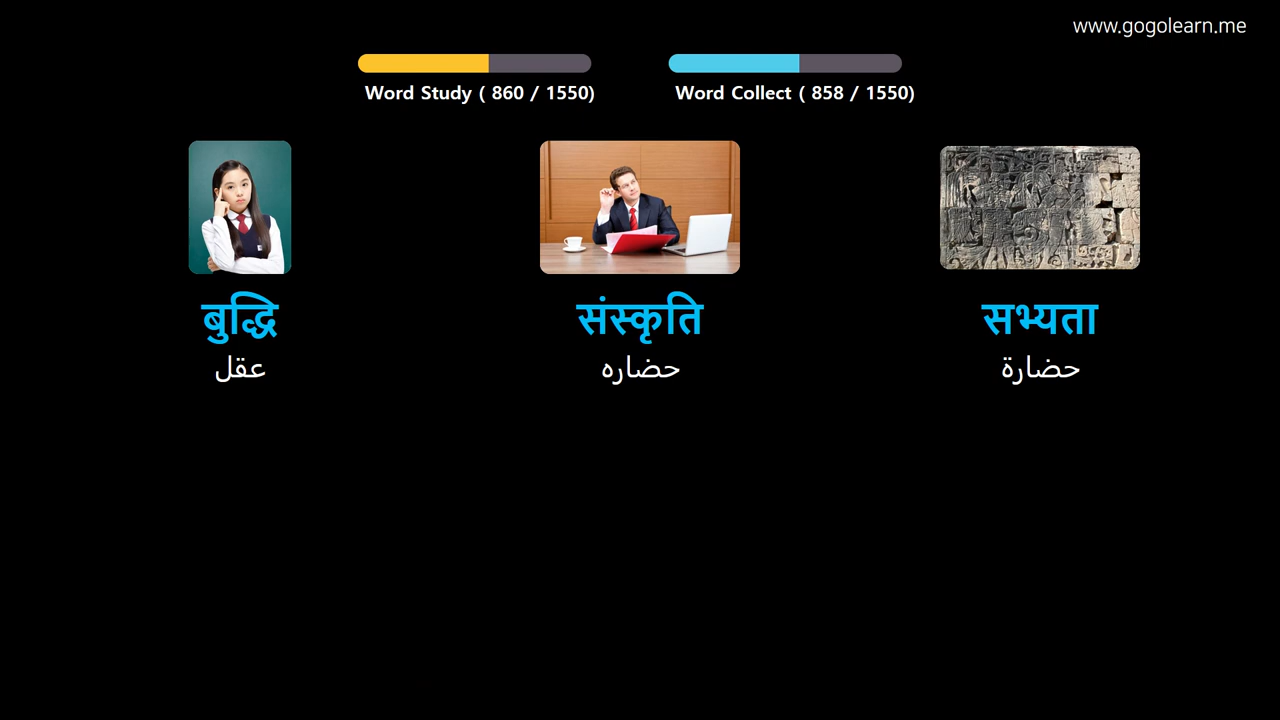 www.gogolearn.me
Word Study ( 860 / 1550)
Word Collect ( 858 / 1550)
बुद्धि
संस्कृति
सभ्यता
عقل
حضاره
حضارة